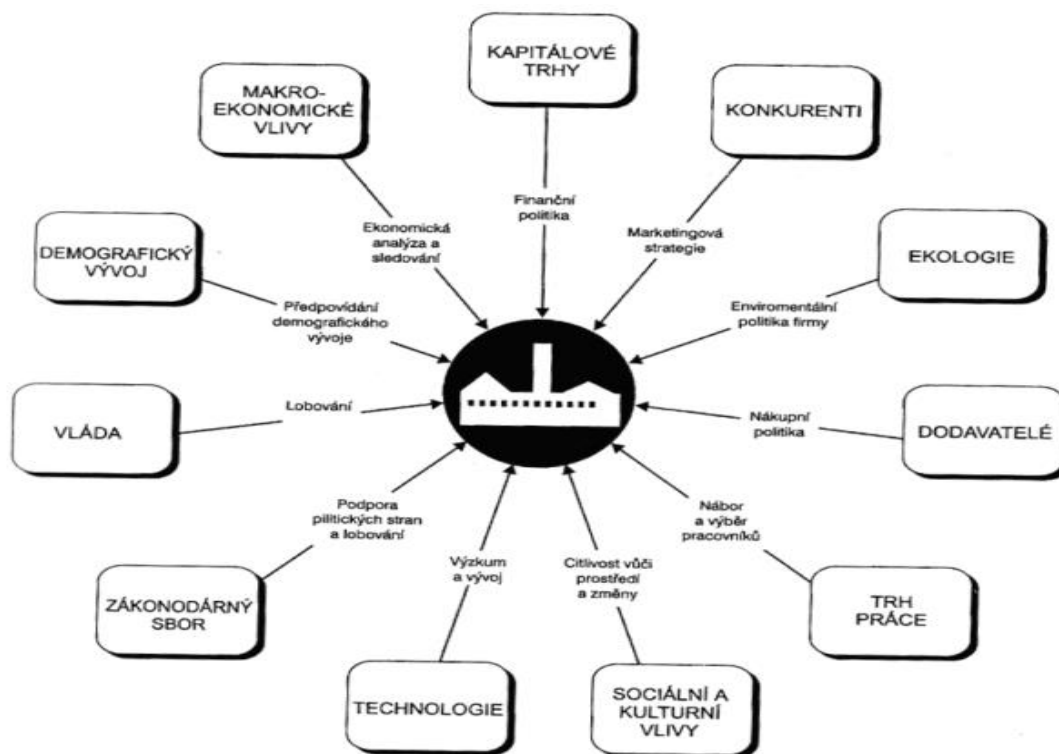 KAPITÁLOVÉ
TRHY
MAKRO-
EKONOMICKÉ
VLIVY
KONKURENTI
Finanční
politika
Ekonomická
analýza a
sledování
Marketingová
strategie
DEMOGRAFICKÝ
VÝVOJ
EKOLOGIE
Předpovídání
demografického
vývoje
Enviromentální
politika firmy
VLÁDA
Lobování
Nákupní
politika
DODAVATELÉ
Podpora
pilitických stran
a lobování
Nábor
a výběr
pracovníků
Výzkum
a vývoj
Citlivost vůči
prostředí
a změny
ZÁKONODÁRNÝ
SBOR
TRH
PRÁCE
TECHNOLOGIE
SOCIÁLNÍ A
KULTURNÍ
VLIVY